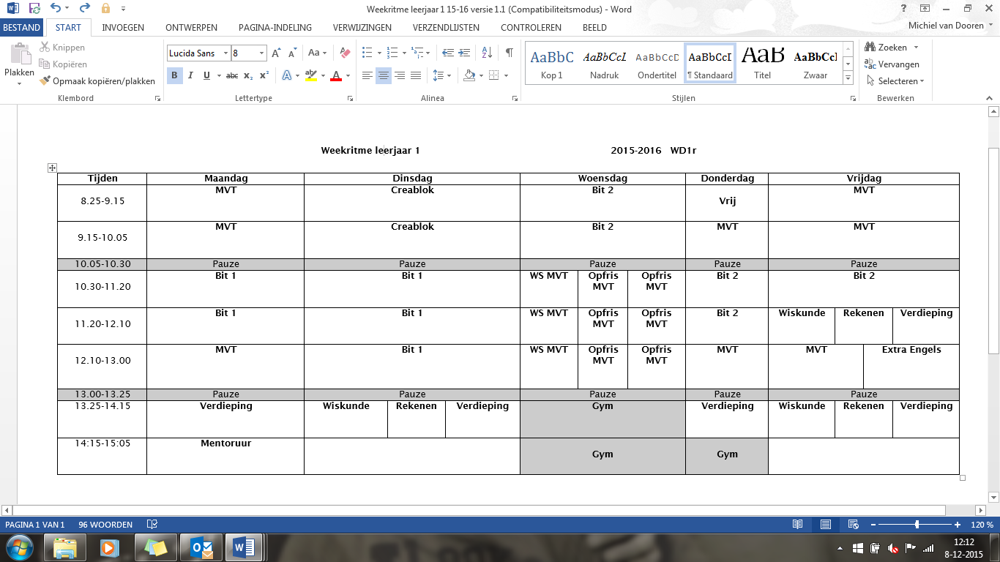 Weekritme leerjaar 1 15-16 versie 1.1 (Compatibiliteitsmodus) - Word
BESTAND START INVOEGEN ONTWERPEN PAGINA-INDELING VERWIJZINGEN VERZENDLIJSTEN CONTROLEREN BEELD Michiel van Dooren
Plakken
Knippen
Kopiëren
Opmaak kopiëren/plakken
Klembord
Lucida Sans 8
B I U abc x₂ x²
Lettertype
Alinea
AaBbC AaBbCcI AaBbCcD AaBbCcI AaB AaBbCcI
Kop 1 Nadruk Ondertitel ¶ Standaard Titel Zwaar
Stijlen
Zoeken
Vervangen
Selecteren
Bewerken
Weekritme leerjaar 1 2015-2016 WD1r
Tijden Maandag Dinsdag Woensdag Donderdag Vrijdag
8.25-9.15 MVT Creablok Bit 2 Vrij MVT
9.15-10.05 MVT Creablok Bit 2 MVT MVT
10.05-10.30 Pauze Pauze Pauze Pauze Pauze
10.30-11.20 Bit 1 Bit 1 WS MVT Opfris MVT Opfris MVT Bit 2 Bit 2
11.20-12.10 Bit 1 Bit 1 WS MVT Opfris MVT Opfris MVT Bit 2 Wiskunde Rekenen Verdieping
12.10-13.00 MVT Bit 1 WS MVT Opfris MVT Opfris MVT MVT MVT Extra Engels
13.00-13.25 Pauze Pauze Pauze Pauze Pauze
13.25-14.15 Verdieping Wiskunde Rekenen Verdieping Gym Verdieping Wiskunde Rekenen Verdieping
14:15-15:05 Mentoruur Gym Gym
PAGINA 1 VAN 1 96 WOORDEN 120 %
12:12
8-12-2015